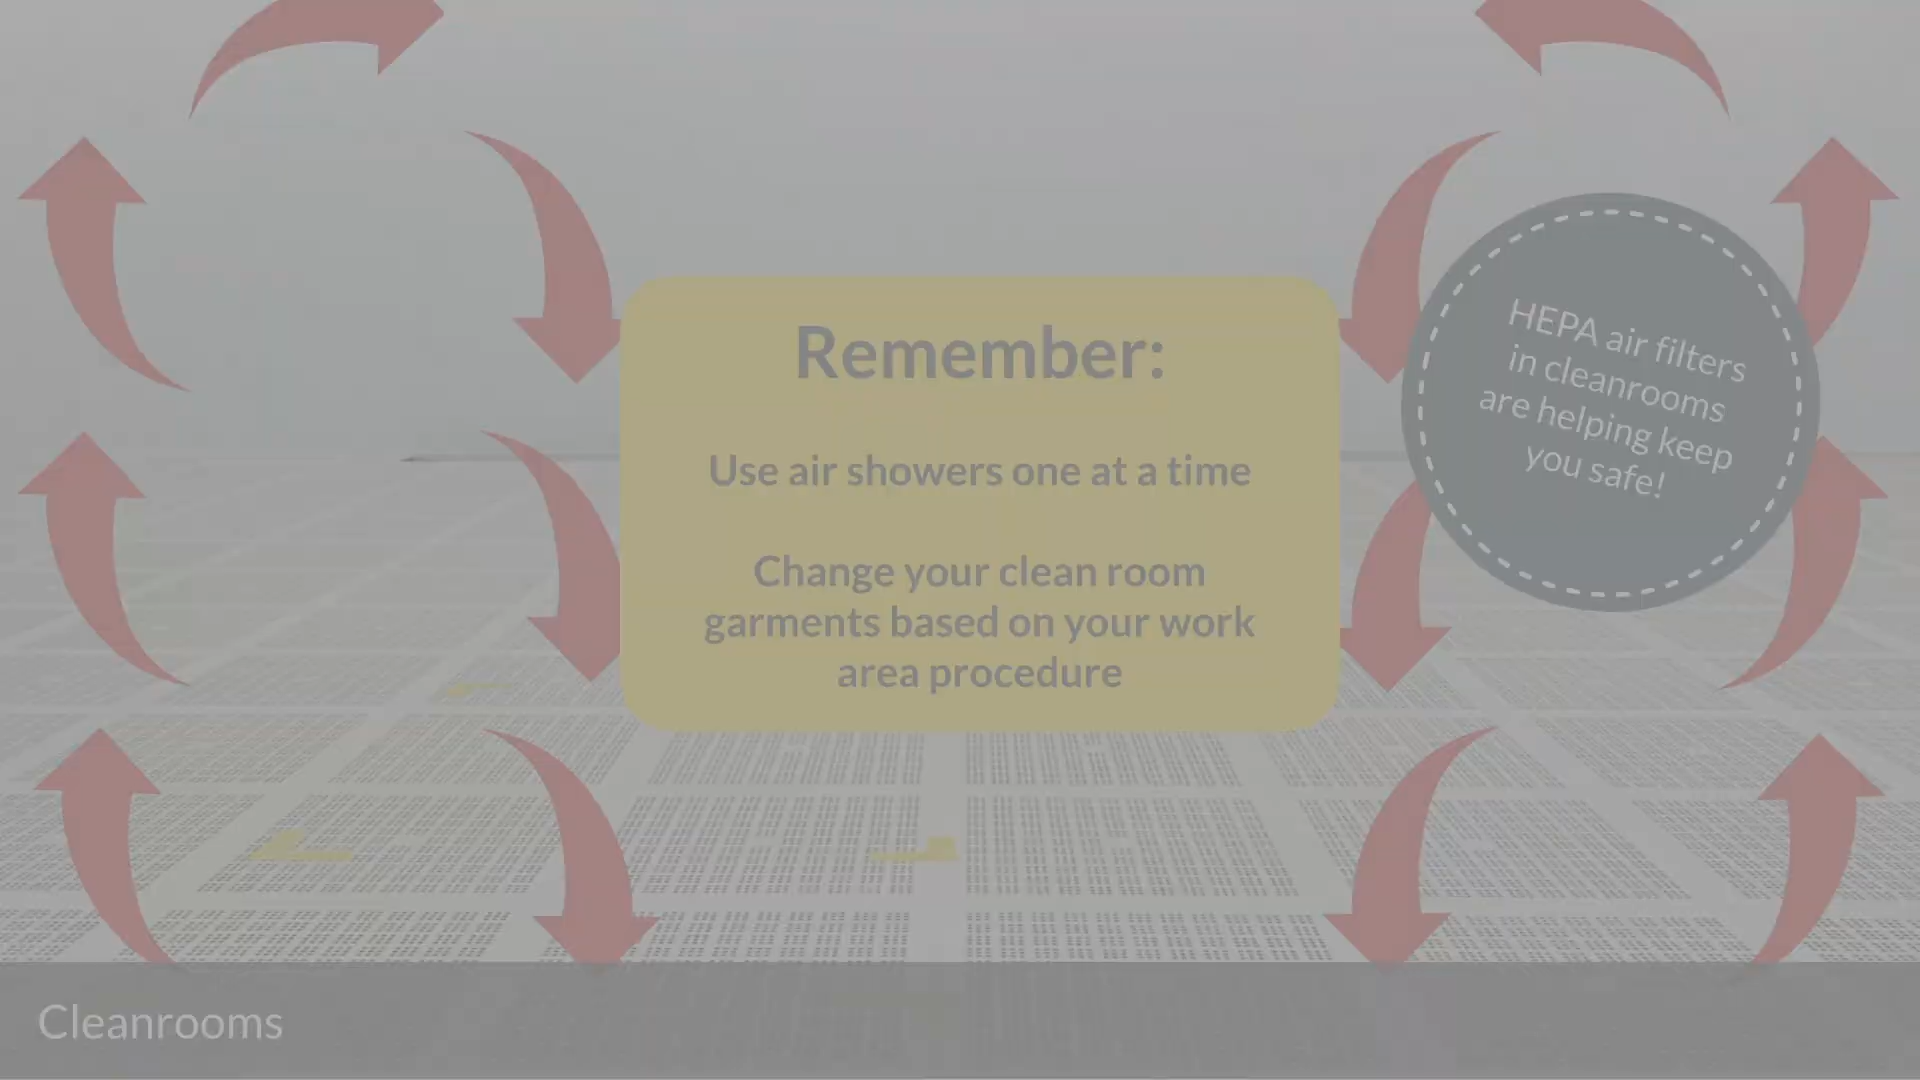 Remember:
Use air showers one at a time
Change your clean room
garments based on your work
area procedure
HEPA air filters
in cleanrooms
are helping keep
you safe!
Cleanrooms